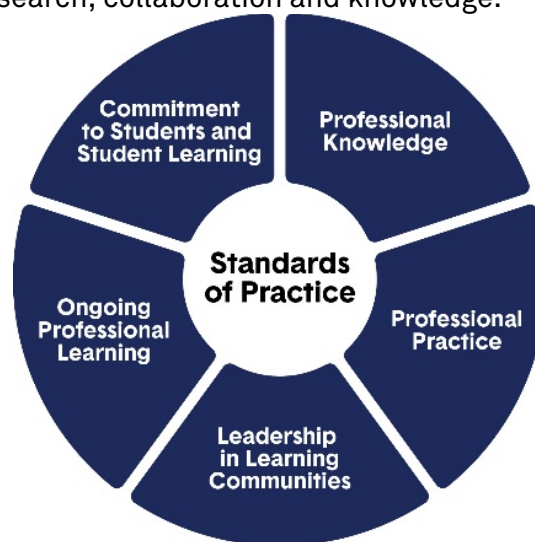 collaboration and knowledge.
Commitment
to Students and
Student Learning
Professional
Knowledge
Standards
of Practice
Ongoing
Professional
Learning
Professional
Practice
Leadership
in Learning
Communities